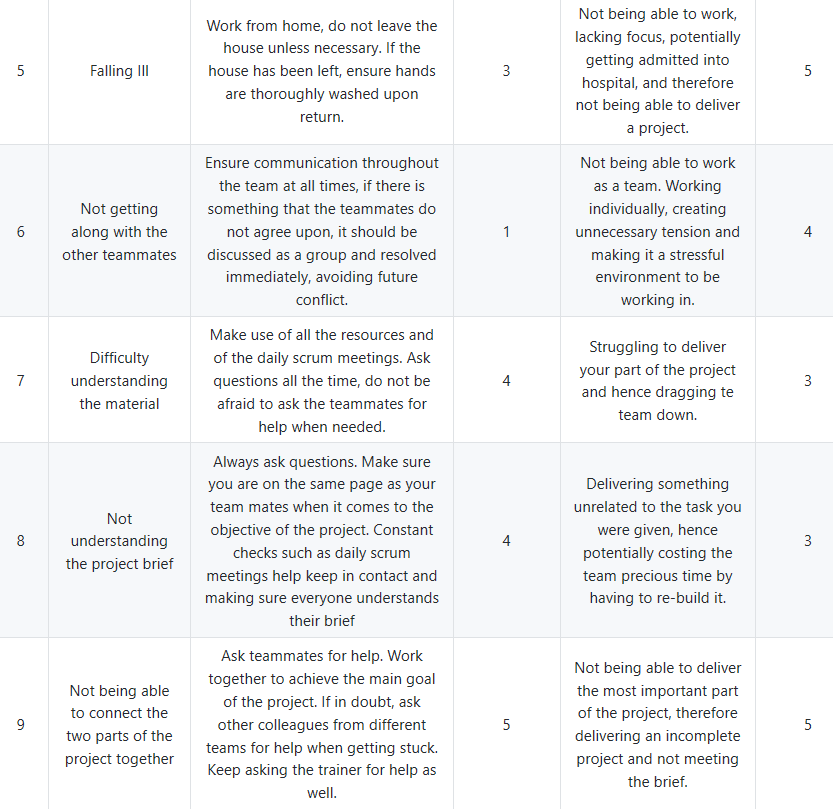 5
Falling Ill
Work from home, do not leave the
house unless necessary. If the
house has been left, ensure hands
are thoroughly washed upon
return.
3
Not being able to work,
lacking focus, potentially
getting admitted into
hospital, and therefore
not being able to deliver
a project.
5
6
Not getting
along with the
other teammates
Ensure communication throughout
the team at all times, if there is
something that the teammates do
not agree upon, it should be
discussed as a group and resolved
immediately, avoiding future
conflict.
1
Not being able to work
as a team. Working
individually, creating
unnecessary tension and
making it a stressful
environment to be
working in.
4
7
Difficulty
understanding
the material
Make use of all the resources and
of the daily scrum meetings. Ask
questions all the time, do not be
afraid to ask the teammates for
help when needed.
4
Struggling to deliver
your part of the project
and hence dragging te
team down.
3
8
Not
understanding
the project brief
Always ask questions. Make sure
you are on the same page as your
team mates when it comes to the
objective of the project. Constant
checks such as daily scrum
meetings help keep in contact and
making sure everyone understands
their brief
4
Delivering something
unrelated to the task you
were given, hence
potentially costing the
team precious time by
having to re-build it.
3
9
Not being able
to connect the
two parts of the
project together
Ask teammates for help. Work
together to achieve the main goal
of the project. If in doubt, ask
other colleagues from different
teams for help when getting stuck.
Keep asking the trainer for help as
well.
5
Not being able to deliver
the most important part
of the project, therefore
delivering an incomplete
project and not meeting
the brief.
5